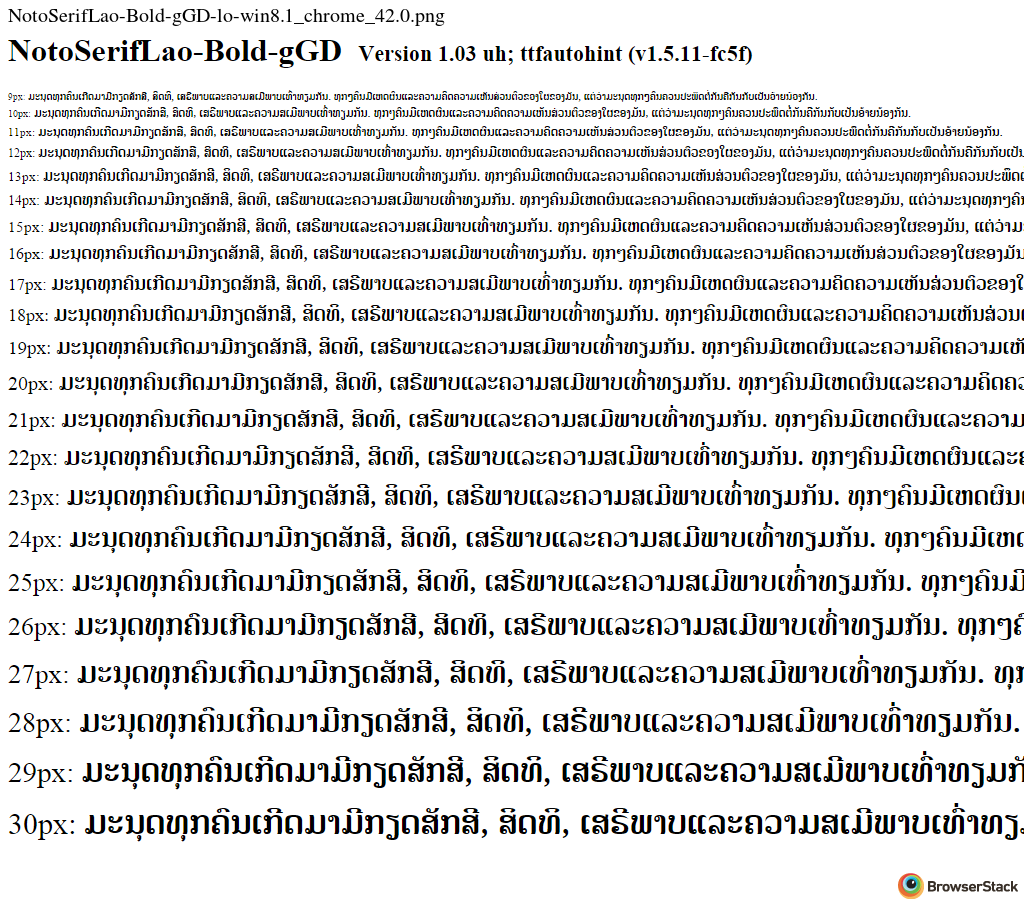 NotoSerifLao-Bold-gGD-lo-win8.1_chrome_42.0.png
NotoSerifLao-Bold-gGD Version 1.03 uh; ttfautohint (v1.5.11-fc5f)
9px: ມະນຸດທຸກຄົນເກີດມາມີກຽດສັກສີ, ສິດທິ, ເສຣີພາບແລະຄວາມສເມີພາບເທົ່າທຽມກັນ. ທຸກໆຄົນມີເຫດຜົນແລະຄວາມຄິດຄວາມເຫັນສ່ວນຕົວຂອງໃຜຂອງມັນ, ແຕ່ວ່າມະນຸດທຸກໆຄົນຄວນປະພຶດຕໍ່ກັນຄືກັນກັບເປັນອ້າຍນ້ອງກັນ.
10px: ມະນຸດທຸກຄົນເກີດມາມີກຽດສັກສີ, ສິດທິ, ເສຣີພາບແລະຄວາມສເມີພາບເທົ່າທຽມກັນ. ທຸກໆຄົນມີເຫດຜົນແລະຄວາມຄິດຄວາມເຫັນສ່ວນຕົວຂອງໃຜຂອງມັນ, ແຕ່ວ່າມະນຸດທຸກໆຄົນຄວນປະພຶດຕໍ່ກັນຄືກັນກັບເປັນອ້າຍນ້ອງກັນ.
11px: ມະນຸດທຸກຄົນເກີດມາມີກຽດສັກສີ, ສິດທິ, ເສຣີພາບແລະຄວາມສເມີພາບເທົ່າທຽມກັນ. ທຸກໆຄົນມີເຫດຜົນແລະຄວາມຄິດຄວາມເຫັນສ່ວນຕົວຂອງໃຜຂອງມັນ, ແຕ່ວ່າມະນຸດທຸກໆຄົນຄວນປະພຶດຕໍ່ກັນຄືກັນກັບເປັນອ້າຍນ້ອງກັນ.
12px: ມະນຸດທຸກຄົນເກີດມາມີກຽດສັກສີ, ສິດທິ, ເສຣີພາບແລະຄວາມສເມີພາບເທົ່າທຽມກັນ. ທຸກໆຄົນມີເຫດຜົນແລະຄວາມຄິດຄວາມເຫັນສ່ວນຕົວຂອງໃຜຂອງມັນ, ແຕ່ວ່າມະນຸດທຸກໆຄົນຄວນປະພຶດຕໍ່ກັນຄືກັນກັບເປັ
13px: ມະນຸດທຸກຄົນເກີດມາມີກຽດສັກສີ, ສິດທິ, ເສຣີພາບແລະຄວາມສເມີພາບເທົ່າທຽມກັນ. ທຸກໆຄົນມີເຫດຜົນແລະຄວາມຄິດຄວາມເຫັນສ່ວນຕົວຂອງໃຜຂອງມັນ, ແຕ່ວ່າມະນຸດທຸກໆຄົນຄວນປະພຶດ
14px: ມະນຸດທຸກຄົນເກີດມາມີກຽດສັກສີ, ສິດທິ, ເສຣີພາບແລະຄວາມສເມີພາບເທົ່າທຽມກັນ. ທຸກໆຄົນມີເຫດຜົນແລະຄວາມຄິດຄວາມເຫັນສ່ວນຕົວຂອງໃຜຂອງມັນ, ແຕ່ວ່າມະນຸດທຸກໆຄົນ
15px: ມະນຸດທຸກຄົນເກີດມາມີກຽດສັກສີ, ສິດທິ, ເສຣີພາບແລະຄວາມສເມີພາບເທົ່າທຽມກັນ. ທຸກໆຄົນມີເຫດຜົນແລະຄວາມຄິດຄວາມເຫັນສ່ວນຕົວຂອງໃຜຂອງມັນ, ແຕ່ວ່າມ
16px: ມະນຸດທຸກຄົນເກີດມາມີກຽດສັກສີ, ສິດທິ, ເສຣີພາບແລະຄວາມສເມີພາບເທົ່າທຽມກັນ. ທຸກໆຄົນມີເຫດຜົນແລະຄວາມຄິດຄວາມເຫັນສ່ວນຕົວຂອງໃຜຂອງມັນ
17px: ມະນຸດທຸກຄົນເກີດມາມີກຽດສັກສີ, ສິດທິ, ເສຣີພາບແລະຄວາມສເມີພາບເທົ່າທຽມກັນ. ທຸກໆຄົນມີເຫດຜົນແລະຄວາມຄິດຄວາມເຫັນສ່ວນຕົວຂອງໃ
18px: ມະນຸດທຸກຄົນເກີດມາມີກຽດສັກສີ, ສິດທິ, ເສຣີພາບແລະຄວາມສເມີພາບເທົ່າທຽມກັນ. ທຸກໆຄົນມີເຫດຜົນແລະຄວາມຄິດຄວາມເຫັນສ່ວນ
19px: ມະນຸດທຸກຄົນເກີດມາມີກຽດສັກສີ, ສິດທິ, ເສຣີພາບແລະຄວາມສເມີພາບເທົ່າທຽມກັນ. ທຸກໆຄົນມີເຫດຜົນແລະຄວາມຄິດຄວາມເຫັ
20px: ມະນຸດທຸກຄົນເກີດມາມີກຽດສັກສີ, ສິດທິ, ເສຣີພາບແລະຄວາມສເມີພາບເທົ່າທຽມກັນ. ທຸກໆຄົນມີເຫດຜົນແລະຄວາມຄິດຄວ
21px: ມະນຸດທຸກຄົນເກີດມາມີກຽດສັກສີ, ສິດທິ, ເສຣີພາບແລະຄວາມສເມີພາບເທົ່າທຽມກັນ. ທຸກໆຄົນມີເຫດຜົນແລະຄວາມ
22px: ມະນຸດທຸກຄົນເກີດມາມີກຽດສັກສີ, ສິດທິ, ເສຣີພາບແລະຄວາມສເມີພາບເທົ່າທຽມກັນ. ທຸກໆຄົນມີເຫດຜົນແລະ
23px: ມະນຸດທຸກຄົນເກີດມາມີກຽດສັກສີ, ສິດທິ, ເສຣີພາບແລະຄວາມສເມີພາບເທົ່າທຽມກັນ. ທຸກໆຄົນມີເຫດຜົນ
24px: ມະນຸດທຸກຄົນເກີດມາມີກຽດສັກສີ, ສິດທິ, ເສຣີພາບແລະຄວາມສເມີພາບເທົ່າທຽມກັນ. ທຸກໆຄົນມີເຫດ
25px: ມະນຸດທຸກຄົນເກີດມາມີກຽດສັກສີ, ສິດທິ, ເສຣີພາບແລະຄວາມສເມີພາບເທົ່າທຽມກັນ. ທຸກໆຄົນມີ
26px: ມະນຸດທຸກຄົນເກີດມາມີກຽດສັກສີ, ສິດທິ, ເສຣີພາບແລະຄວາມສເມີພາບເທົ່າທຽມກັນ. ທຸກໆຄົ
27px: ມະນຸດທຸກຄົນເກີດມາມີກຽດສັກສີ, ສິດທິ, ເສຣີພາບແລະຄວາມສເມີພາບເທົ່າທຽມກັນ. ທຸກ
28px: ມະນຸດທຸກຄົນເກີດມາມີກຽດສັກສີ, ສິດທິ, ເສຣີພາບແລະຄວາມສເມີພາບເທົ່າທຽມກັນ.
29px: ມະນຸດທຸກຄົນເກີດມາມີກຽດສັກສີ, ສິດທິ, ເສຣີພາບແລະຄວາມສເມີພາບເທົ່າທຽມກັ
30px: ມະນຸດທຸກຄົນເກີດມາມີກຽດສັກສີ, ສິດທິ, ເສຣີພາບແລະຄວາມສເມີພາບເທົ່າທຽ
BrowserStack